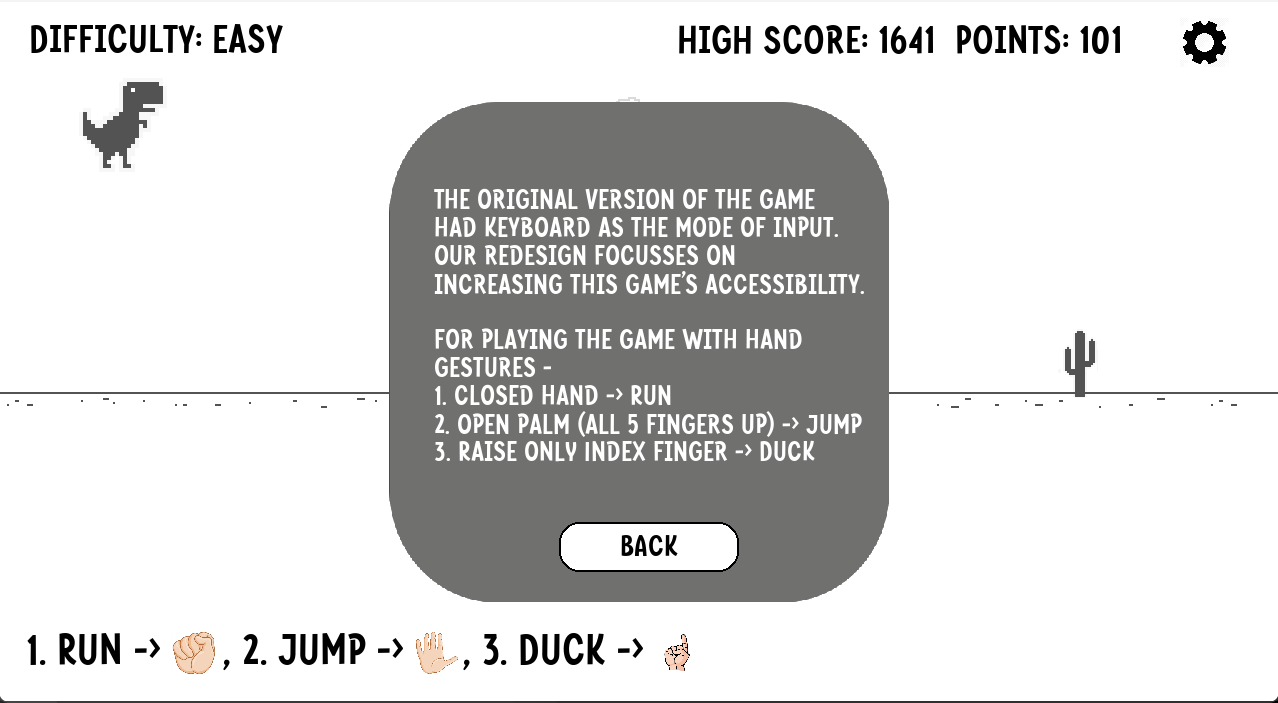 DIFFICULTY: EASY
HIGH SCORE: 1641 POINTS: 101
THE ORIGINAL VERSION OF THE GAME
HAD KEYBOARD AS THE MODE OF INPUT.
OUR REDESIGN FOCUSSES ON
INCREASING THIS GAME'S ACCESSIBILITY.
FOR PLAYING THE GAME WITH HAND
GESTURES -
1. CLOSED HAND -> RUN
2. OPEN PALM (ALL 5 FINGERS UP) -> JUMP
3. RAISE ONLY INDEX FINGER -> DUCK
BACK
1. RUN -> , 2. JUMP -> , 3. DUCK ->